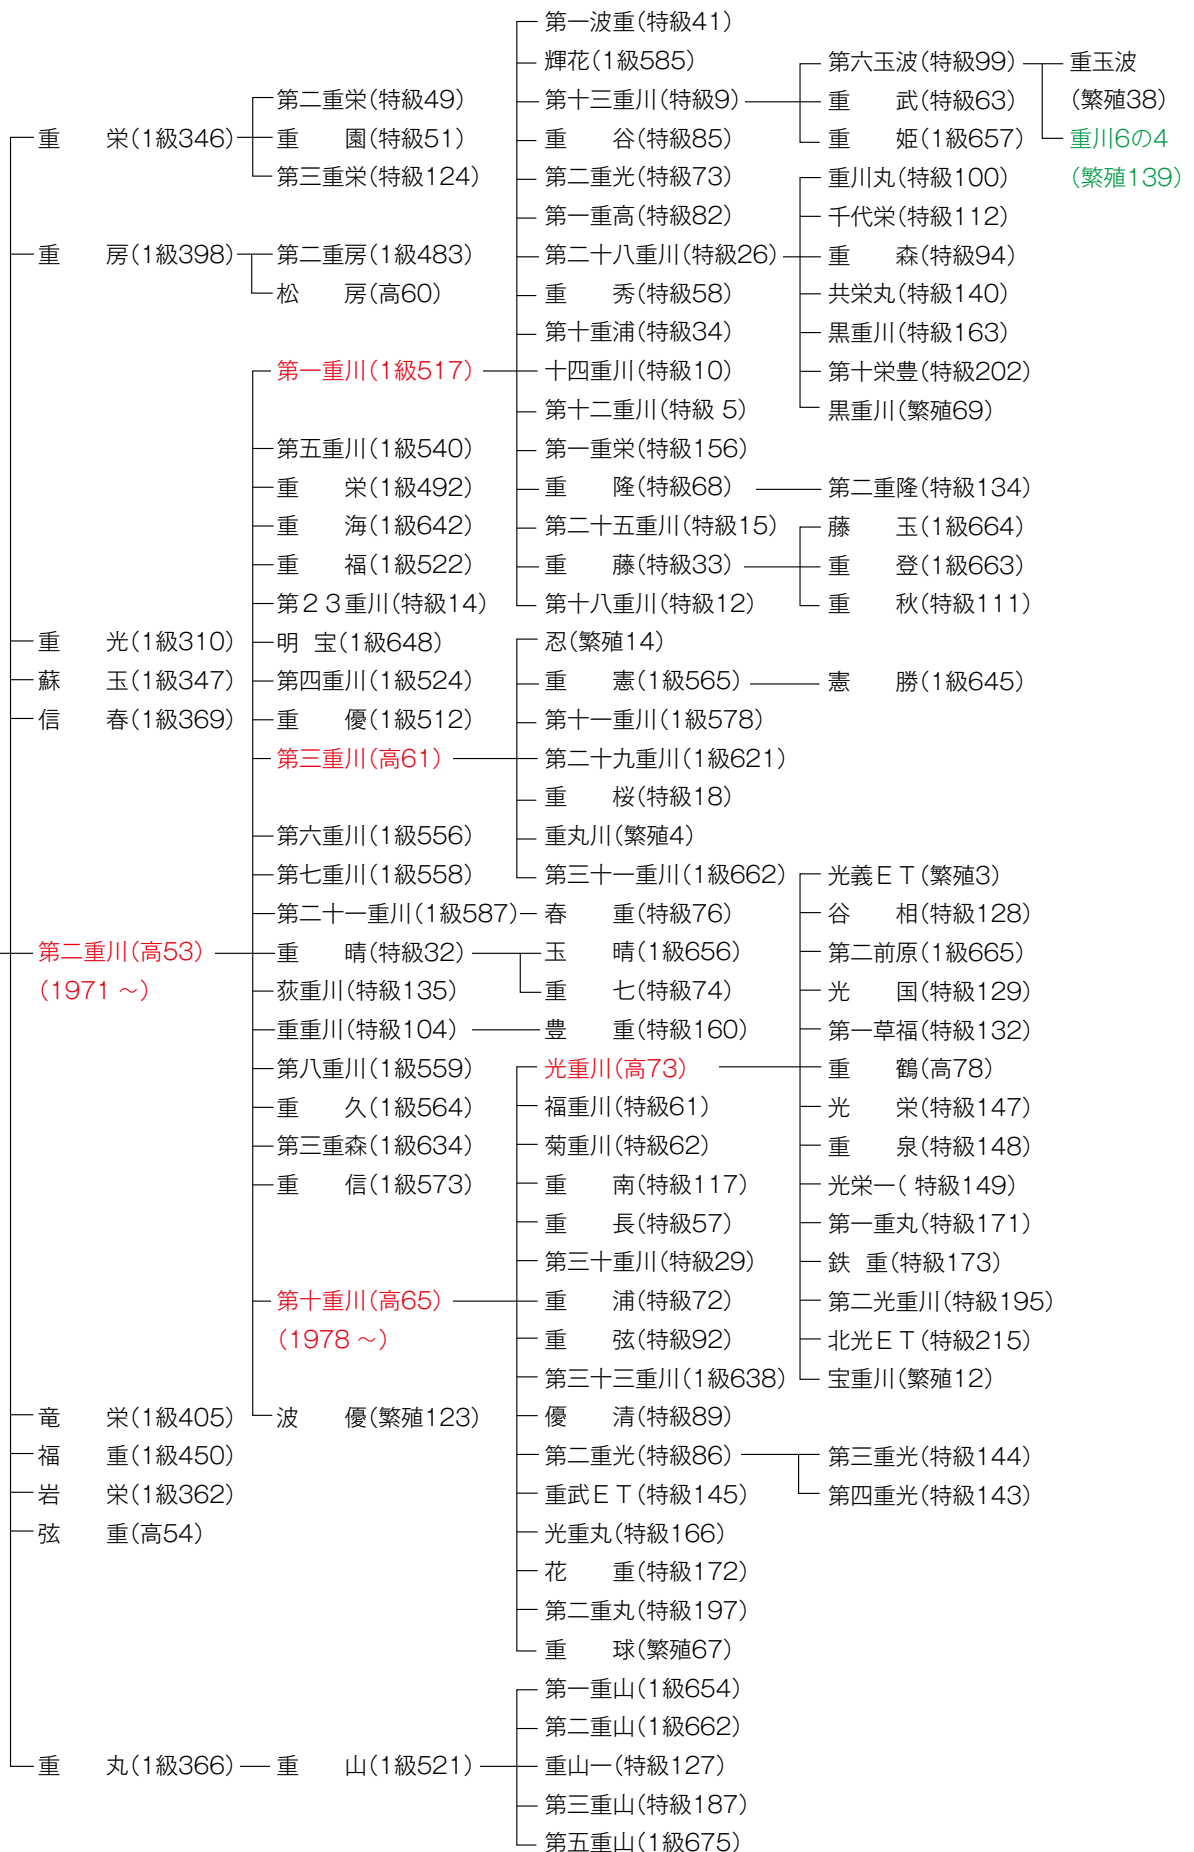 第一波重(特級41)
輝花(1級585)
第六玉波(特級99) 重玉波
第二重栄(特級49) 第十三重川(特級9) 重　武(特級63) (繁殖38)
重　栄(1級346) 重　園(特級51) 重　谷(特級85) 重　姫(1級657) 重川6の4
第三重栄(特級124) 第二重光(特級73) 重川丸(特級100) (繁殖139)
第一重高(特級82) 千代栄(特級112)
重　房(1級398) 第二重房(1級483) 第二十八重川(特級26) 重　森(特級94)
松　房(高60) 重　秀(特級58) 共栄丸(特級140)
第十重浦(特級34) 黒重川(特級163)
第一重川(1級517) 十四重川(特級10) 第十栄豊(特級202)
第十二重川(特級 5) 黒重川(繁殖69)
第五重川(1級540) 第一重栄(特級156)
重　栄(1級492) 重　隆(特級68) 第二重隆(特級134)
重　海(1級642) 第二十五重川(特級15) 藤　玉(1級664)
重　福(1級522) 重　藤(特級33) 重　登(1級663)
第２３重川(特級14) 第十八重川(特級12) 重　秋(特級111)
重　光(1級310) 明 宝(1級648) 忍(繁殖14)
蘇　玉(1級347) 第四重川(1級524) 重　憲(1級565) 憲　勝(1級645)
信　春(1級369) 重　優(1級512) 第十一重川(1級578)
第三重川(高61) 第二十九重川(1級621)
重　桜(特級18)
第六重川(1級556) 重丸川(繁殖4)
第七重川(1級558) 第三十一重川(1級662) 光義ＥＴ(繁殖3)
第二十一重川(1級587) 春　重(特級76) 谷　相(特級128)
第二重川(高53) 重　晴(特級32) 玉　晴(1級656) 第二前原(1級665)
(1971～) 荻重川(特級135) 重　七(特級74) 光　国(特級129)
重重川(特級104) 豊　重(特級160) 第一草福(特級132)
第八重川(1級559) 光重川(高73) 重　鶴(高78)
重　久(1級564) 福重川(特級61) 光　栄(特級147)
第三重森(1級634) 菊重川(特級62) 重　泉(特級148)
重　信(1級573) 重　南(特級117) 光栄一( 特級149)
重　長(特級57) 第一重丸(特級171)
第三十重川(特級29) 鉄 重(特級173)
第十重川(高65) 重　浦(特級72) 第二光重川(特級195)
(1978～) 重　弦(特級92) 北光ＥＴ(特級215)
第三十三重川(1級638) 宝重川(繁殖12)
竜　栄(1級405) 波　優(繁殖123) 優　清(特級89)
福　重(1級450) 第二重光(特級86) 第三重光(特級144)
岩　栄(1級362) 重武ＥＴ(特級145) 第四重光(特級143)
弦　重(高54) 光重丸(特級166)
花　重(特級172)
第二重丸(特級197)
重　球(繁殖67)
第一重山(1級654)
第二重山(1級662)
重　丸(1級366) 重　山(1級521) 重山一(特級127)
第三重山(特級187)
第五重山(1級675)